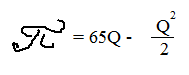 π = 65Q - Q²/2